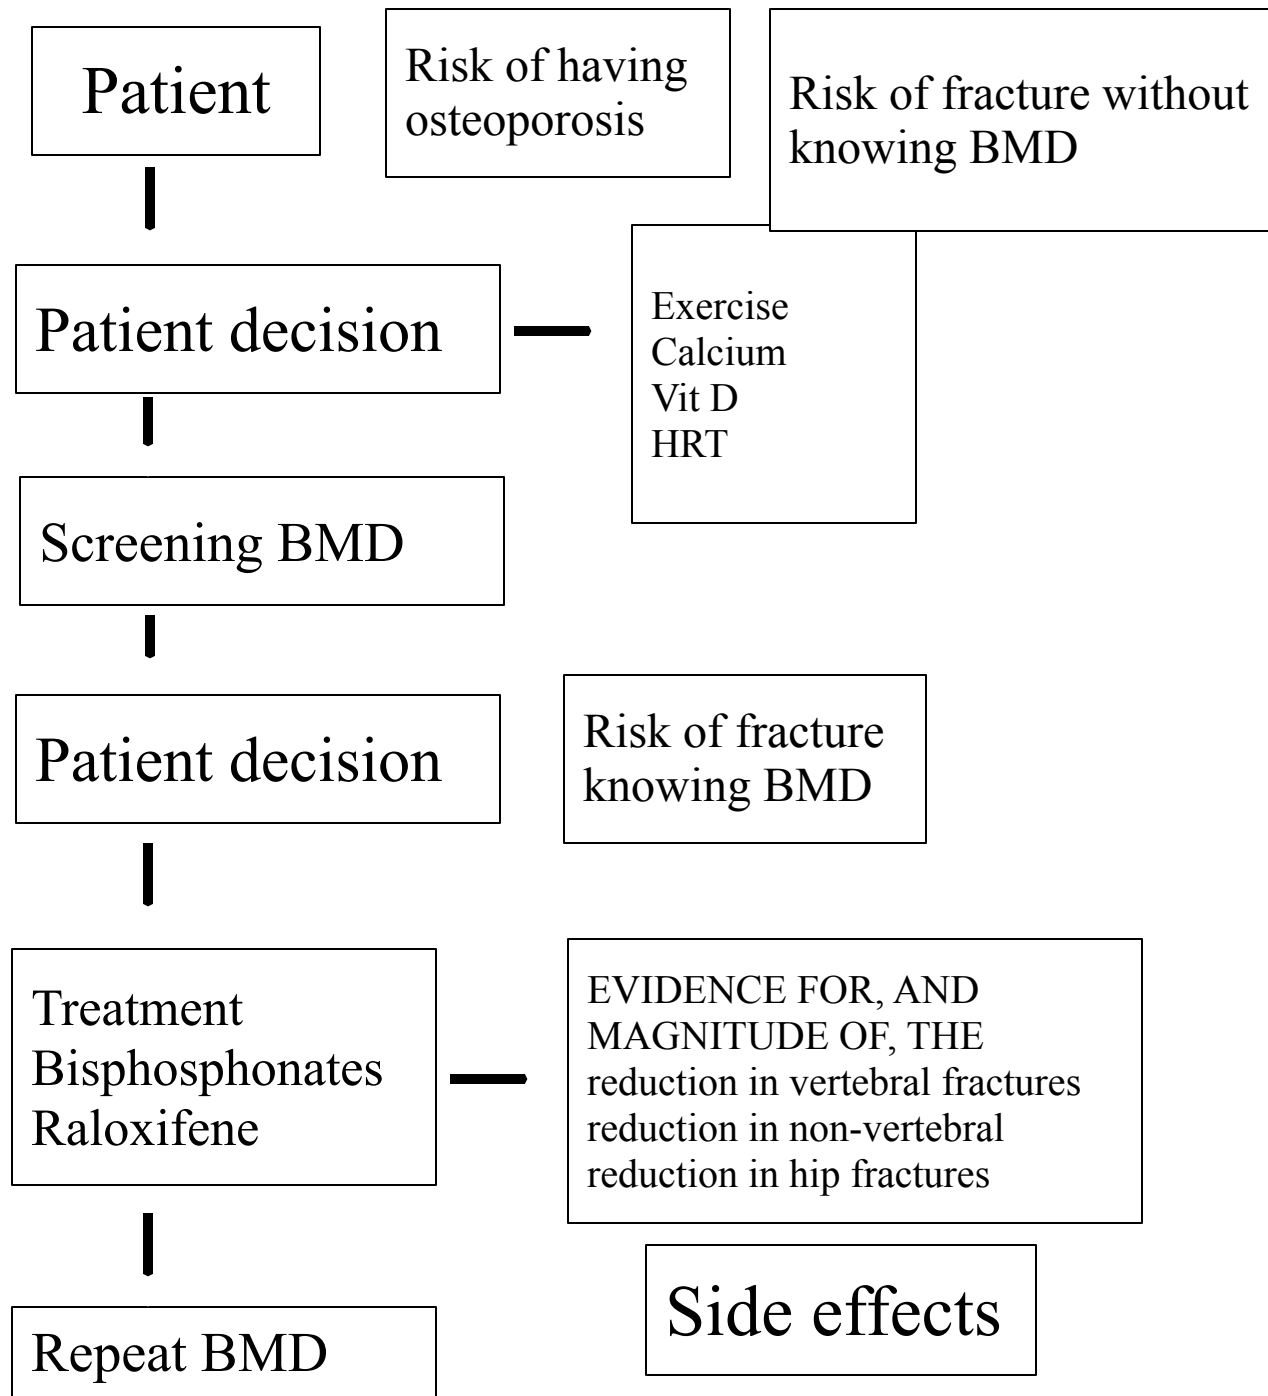 Patient
Risk of having
osteoporosis
Risk of fracture without
knowing BMD
Patient decision
Exercise
Calcium
Vit D
HRT
Screening BMD
Patient decision
Risk of fracture
knowing BMD
Treatment
Bisphosphonates
Raloxifene
EVIDENCE FOR, AND
MAGNITUDE OF, THE
reduction in vertebral fractures
reduction in non-vertebral
reduction in hip fractures
Side effects
Repeat BMD